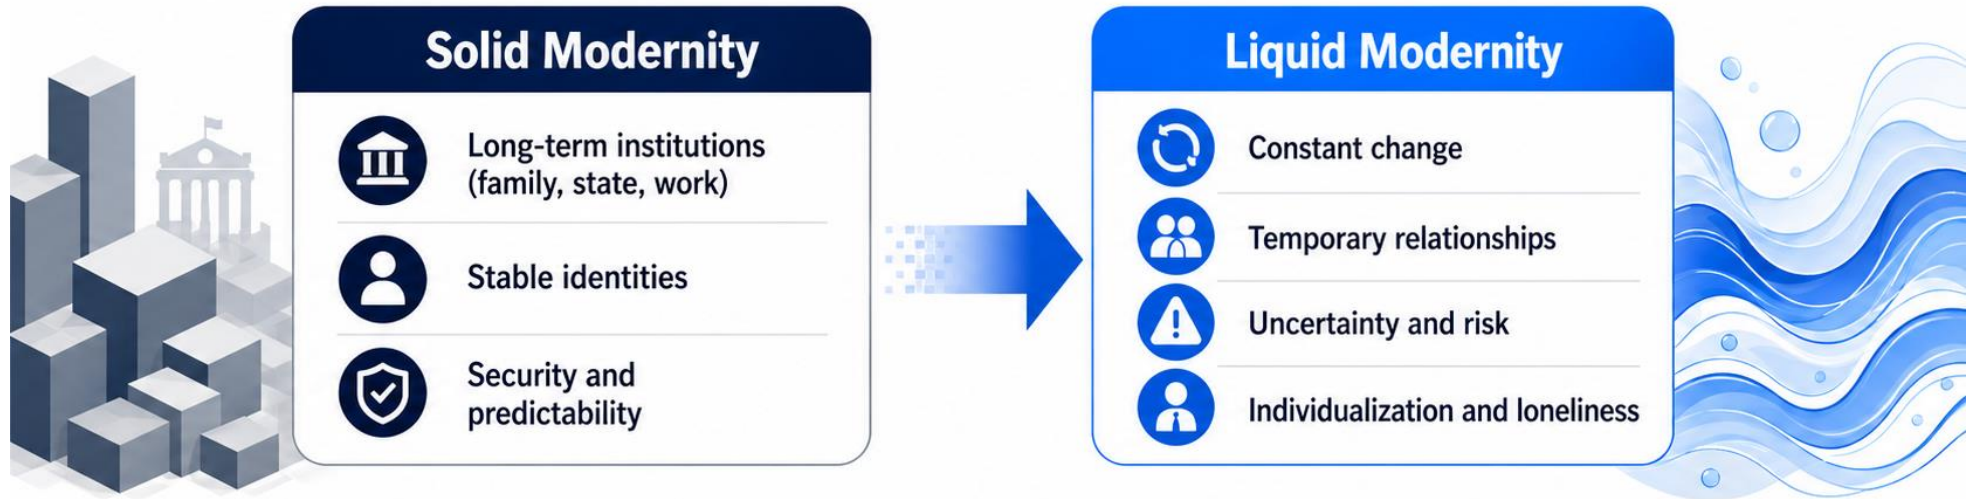 Solid Modernity
Long-term institutions
(family, state, work)
Stable identities
Security and
predictability
Liquid Modernity
Constant change
Temporary relationships
Uncertainty and risk
Individualization and loneliness